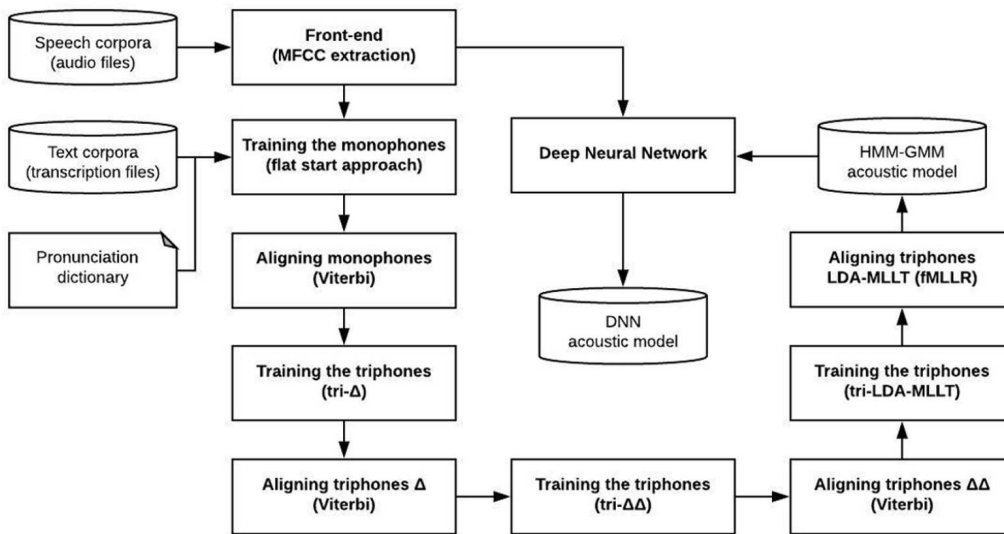 Speech corpora
(audio files)
Front-end
(MFCC extraction)
Text corpora
(transcription files)
Training the monophones
(flat start approach)
Deep Neural Network
HMM-GMM
acoustic model
Pronunciation
dictionary
Aligning monophones
(Viterbi)
Aligning triphones
LDA-MLLT (fMLLR)
DNN
acoustic model
Training the triphones
(tri-Δ)
Training the triphones
(tri-LDA-MLLT)
Aligning triphones Δ
(Viterbi)
Training the triphones
(tri-ΔΔ)
Aligning triphones ΔΔ
(Viterbi)